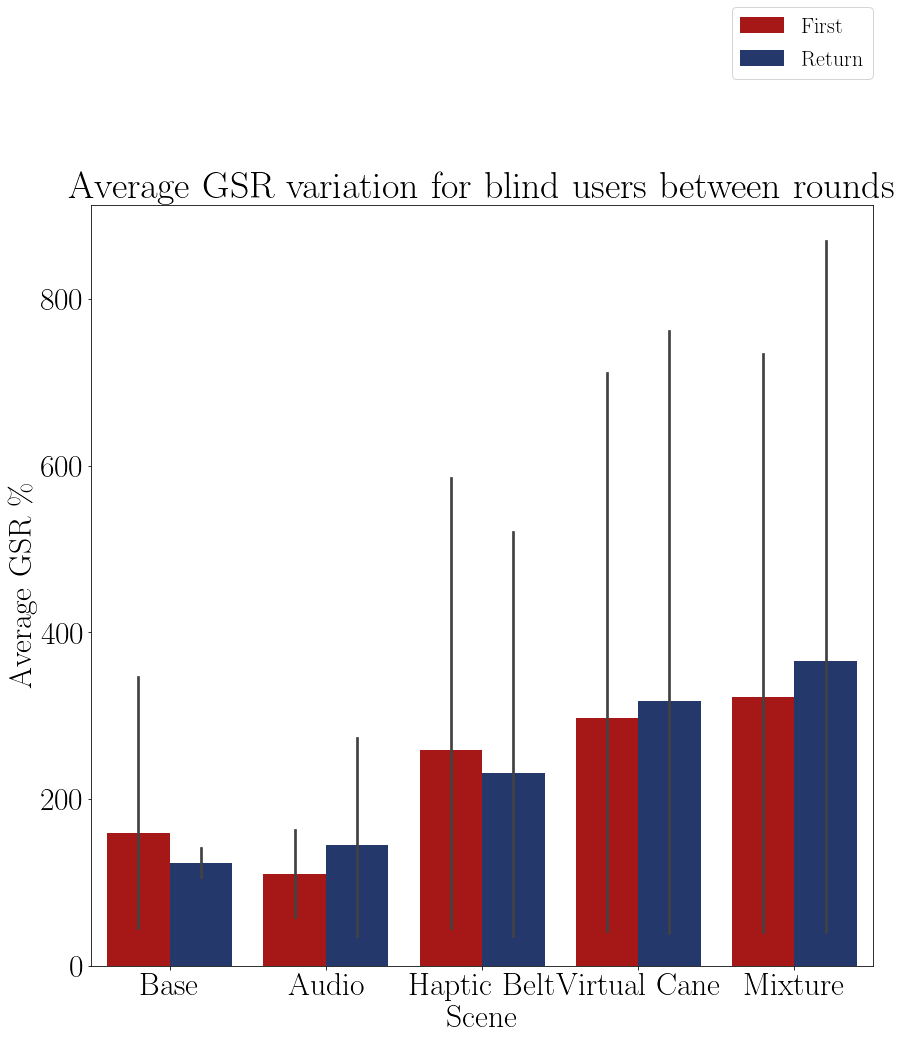 First
Return
Average GSR variation for blind users between rounds
Average GSR %
800
600
400
200
0
Base Audio Haptic Belt Virtual Cane Mixture
Scene